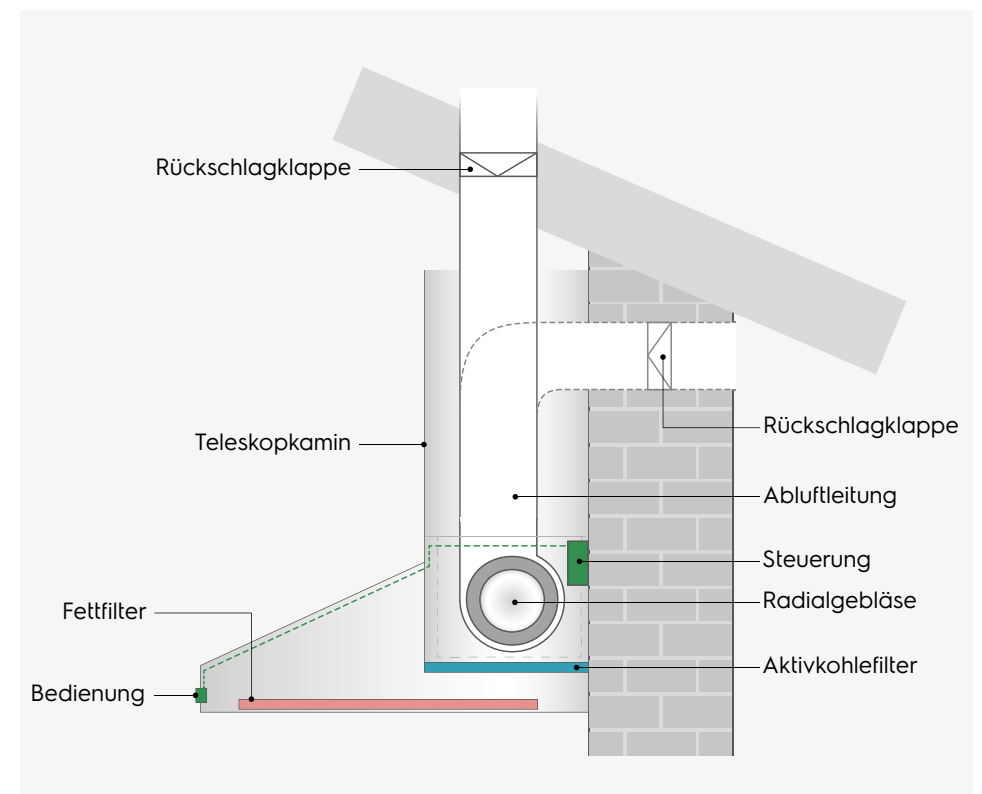 Rückschlagklappe
Teleskopkamin
Fettfilter
Bedienung
Rückschlagklappe
Abluftleitung
Steuerung
Radialgebläse
Aktivkohlefilter